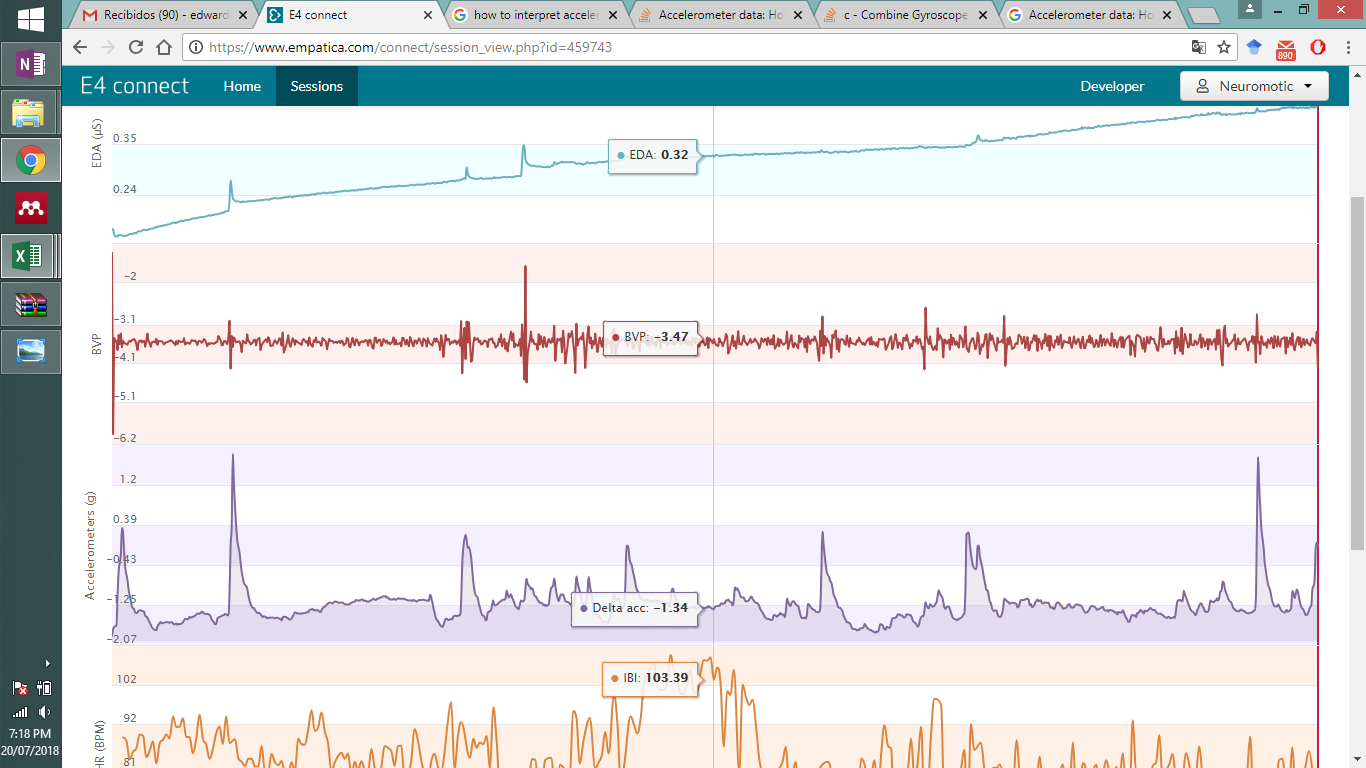 Recibidos (90) - edward
E4 connect
how to interpret acceler
Accelerometer data: Ho
c - Combine Gyroscope
Accelerometer data: Ho
https://www.empatica.com/connect/session_view.php?id=459743
890
E4 connect
Home
Sessions
Developer
Neuromotic
EDA (µS)
0.35
0.24
EDA: 0.32
BVP
−2
−3.1
−4.1
−5.1
−6.2
BVP: −3.47
Accelerometers (g)
1.2
0.39
−0.43
−1.25
−2.07
Delta acc: −1.34
HR (BPM)
102
92
81
IBI: 103.39
7:18 PM
20/07/2018